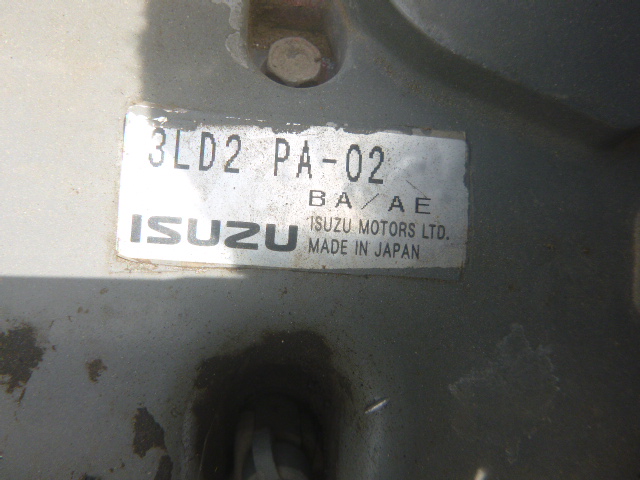 3LD2 PA-02
BA/AE
ISUZU ISUZU MOTORS LTD.
MADE IN JAPAN